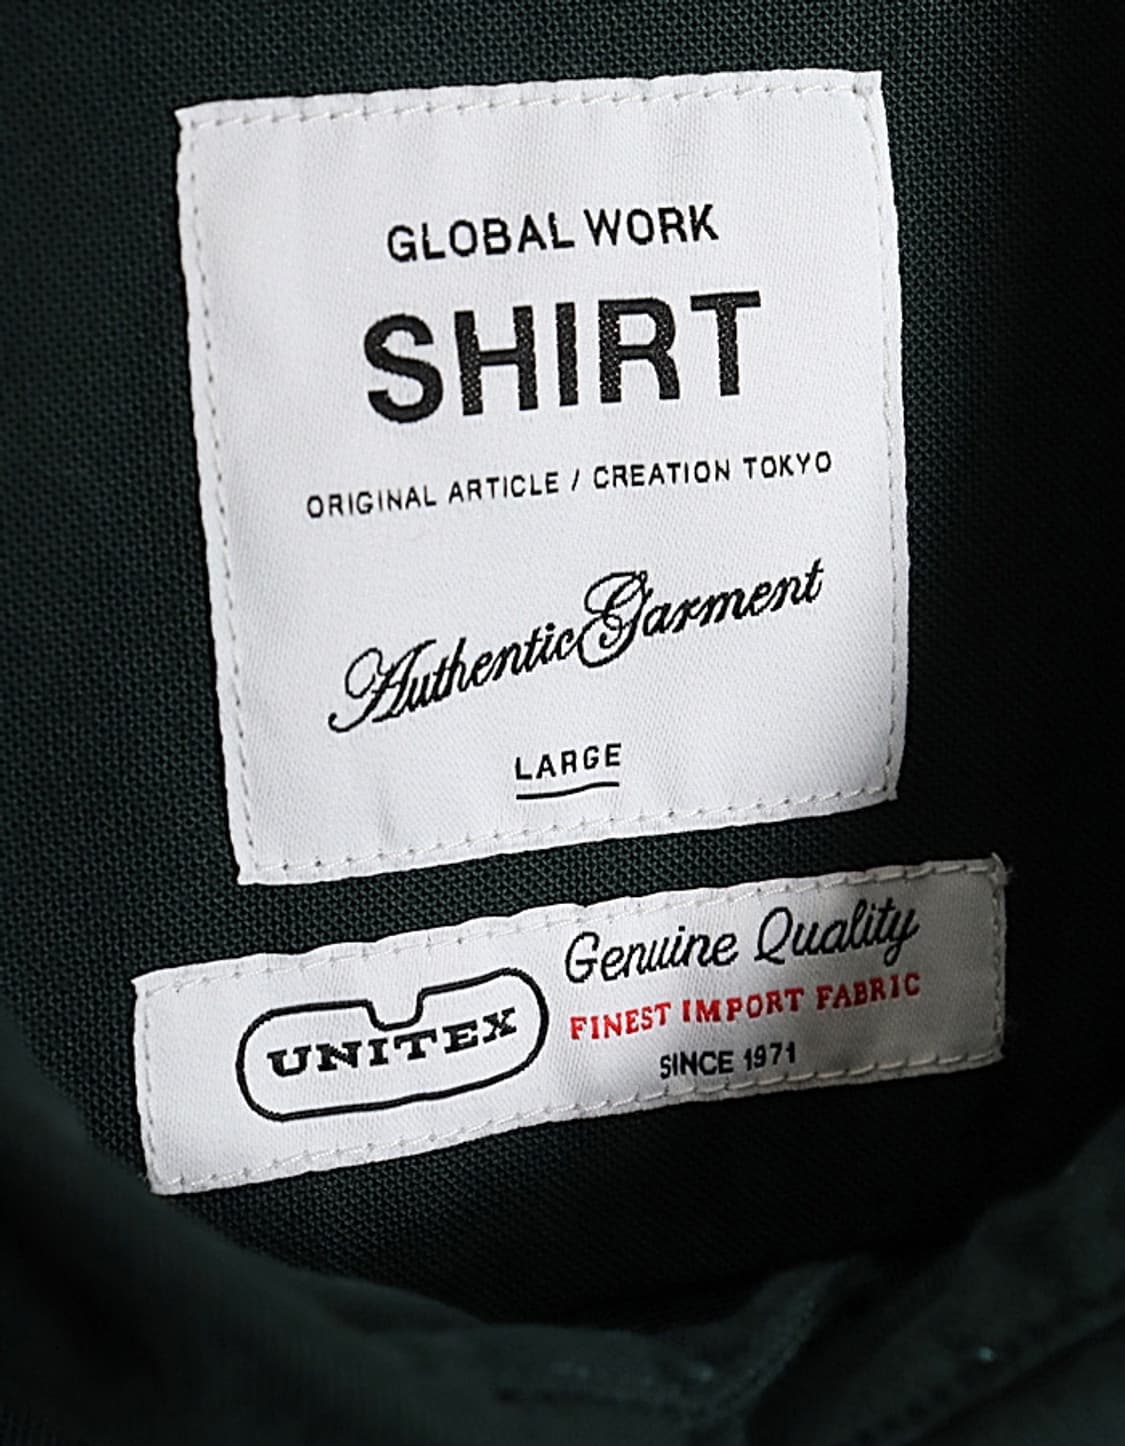 GLOBAL WORK
SHIRT
ORIGINAL ARTICLE / CREATION TOKYO
Authentic Garment
LARGE
UNITEX
Genuine Quality
FINEST IMPORT FABRIC
SINCE 1971